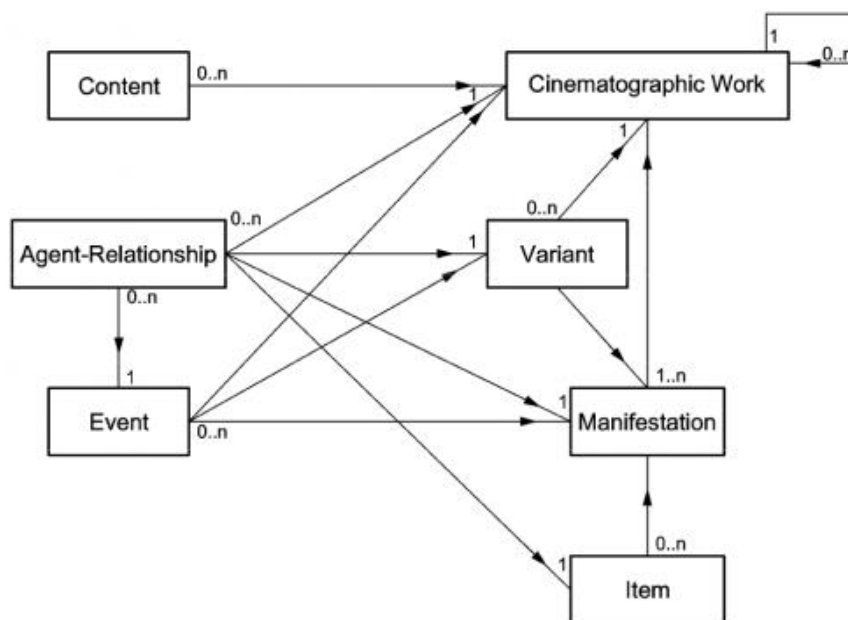 1
0..n
Content
0..n
1
Cinematographic Work
1
0..n
0..n
Agent-Relationship
1
Variant
0..n
1
1..n
Event
0..n
1
Manifestation
0..n
1
Item